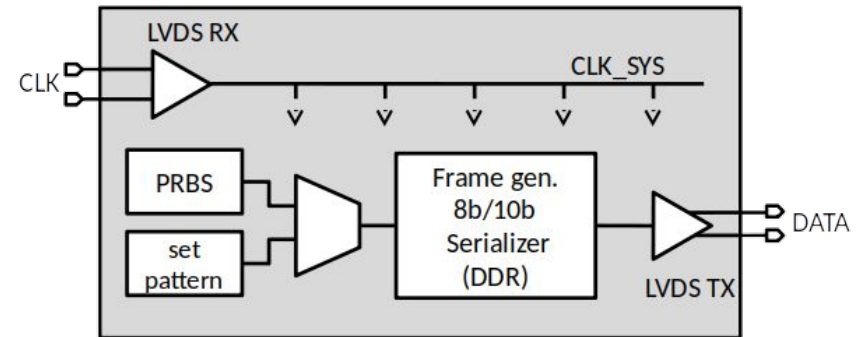 LVDS RX
CLK
CLK_SYS
PRBS
set
pattern
Frame gen.
8b/10b
Serializer
(DDR)
DATA
LVDS TX